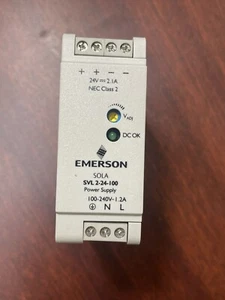 + + − −
24V⎓2.1A
NEC Class 2
VADJ
DC OK
EMERSON
SOLA
SVL 2-24-100
Power Supply
100-240V-1.2A
⏚ N L